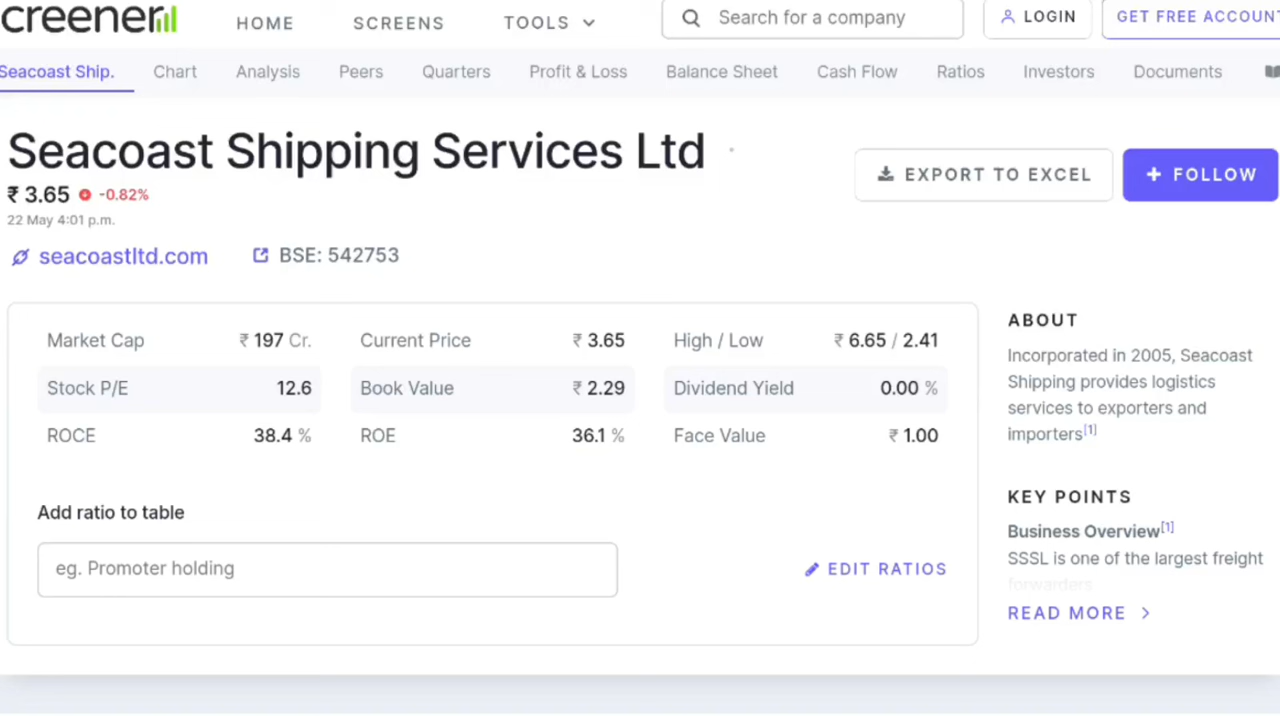 creener
HOME SCREENS TOOLS Search for a company LOGIN GET FREE ACCOUNT
Seacoast Ship. Chart Analysis Peers Quarters Profit & Loss Balance Sheet Cash Flow Ratios Investors Documents
Seacoast Shipping Services Ltd
₹ 3.65 -0.82%
22 May 4:01 p.m.
EXPORT TO EXCEL + FOLLOW
seacoastltd.com BSE: 542753
Market Cap ₹ 197 Cr. Current Price ₹ 3.65 High / Low ₹ 6.65 / 2.41
Stock P/E 12.6 Book Value ₹ 2.29 Dividend Yield 0.00 %
ROCE 38.4 % ROE 36.1 % Face Value ₹ 1.00
Add ratio to table
eg. Promoter holding
EDIT RATIOS
ABOUT
Incorporated in 2005, Seacoast
Shipping provides logistics
services to exporters and
importers[1]
KEY POINTS
Business Overview[1]
SSSL is one of the largest freight
forwarders
READ MORE >